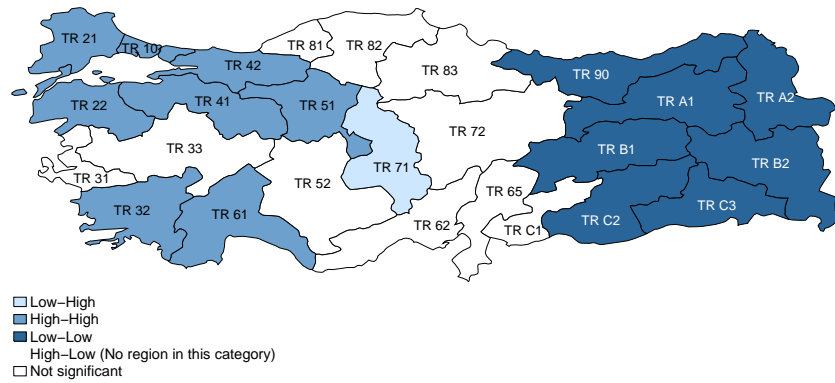 TR 21
TR 10
TR 81
TR 82
TR 42
TR 83
TR 90
TR 22
TR 41
TR 51
TR A1
TR A2
TR 33
TR 72
TR B1
TR 71
TR B2
TR 31
TR 52
TR 65
TR 32
TR 61
TR 62
TR C1
TR C2
TR C3
Low−High
High−High
Low−Low
High−Low (No region in this category)
Not significant